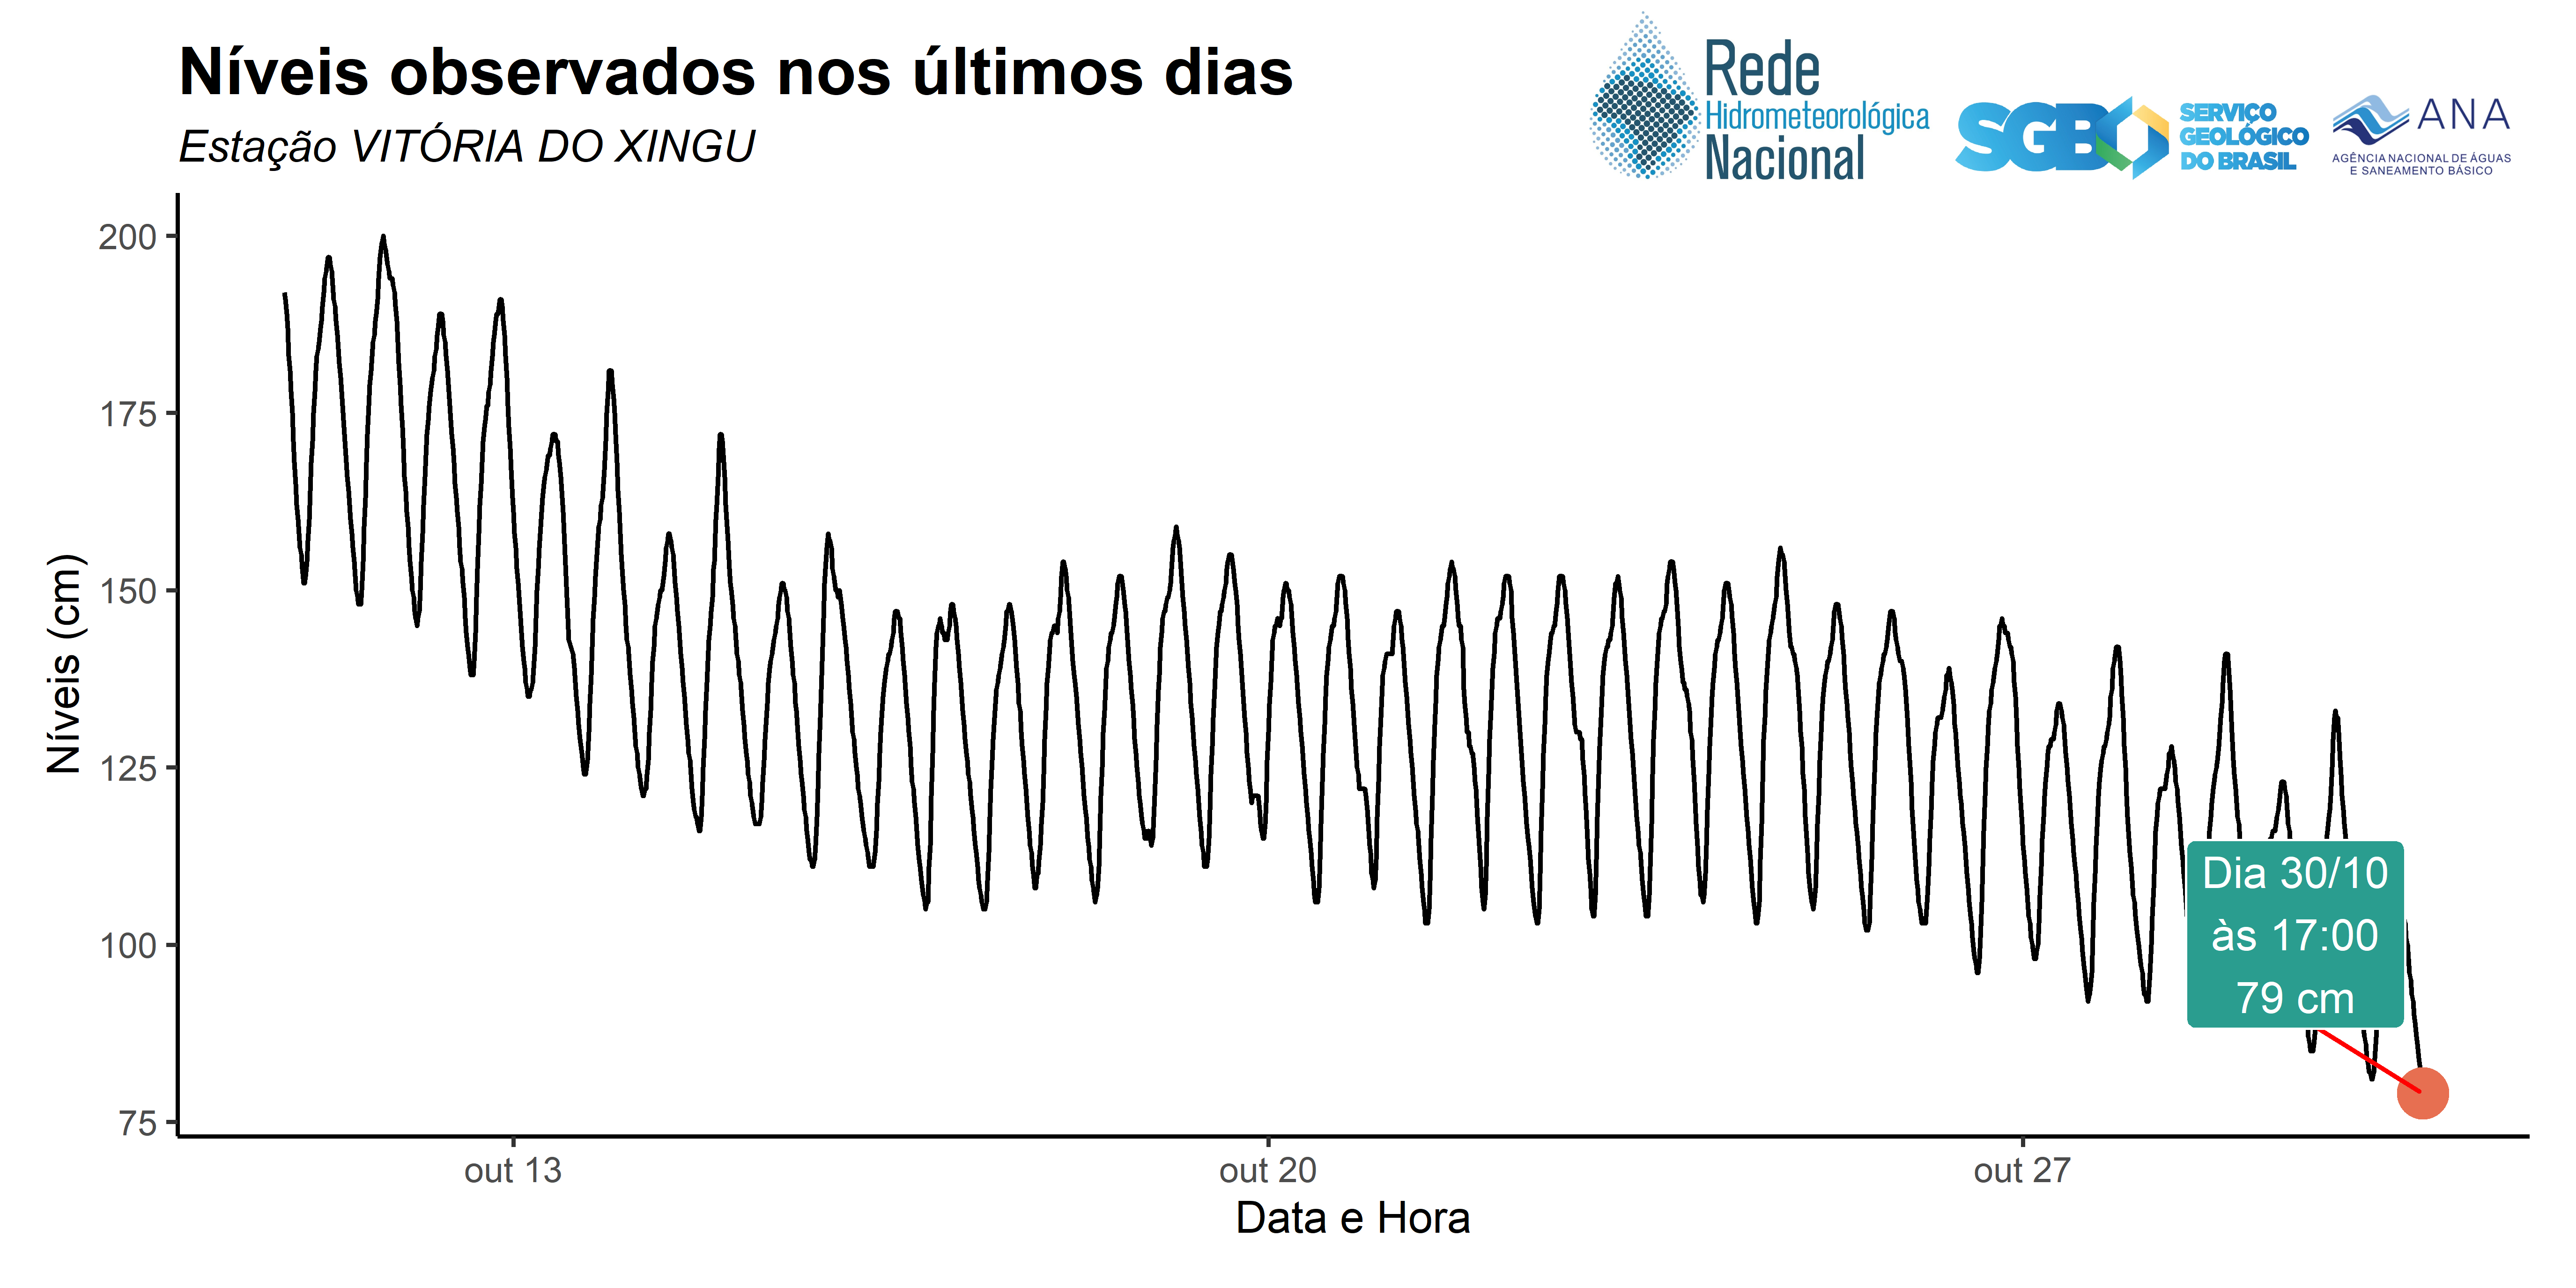 Níveis observados nos últimos dias
Estação VITÓRIA DO XINGU
Rede
Hidrometeorológica
Nacional
SGB
SERVIÇO
GEOLÓGICO
DO BRASIL
ANA
AGÊNCIA NACIONAL DE ÁGUAS
E SANEAMENTO BÁSICO
Níveis (cm)
200
175
150
125
100
75
Dia 30/10
às 17:00
79 cm
out 13
out 20
out 27
Data e Hora